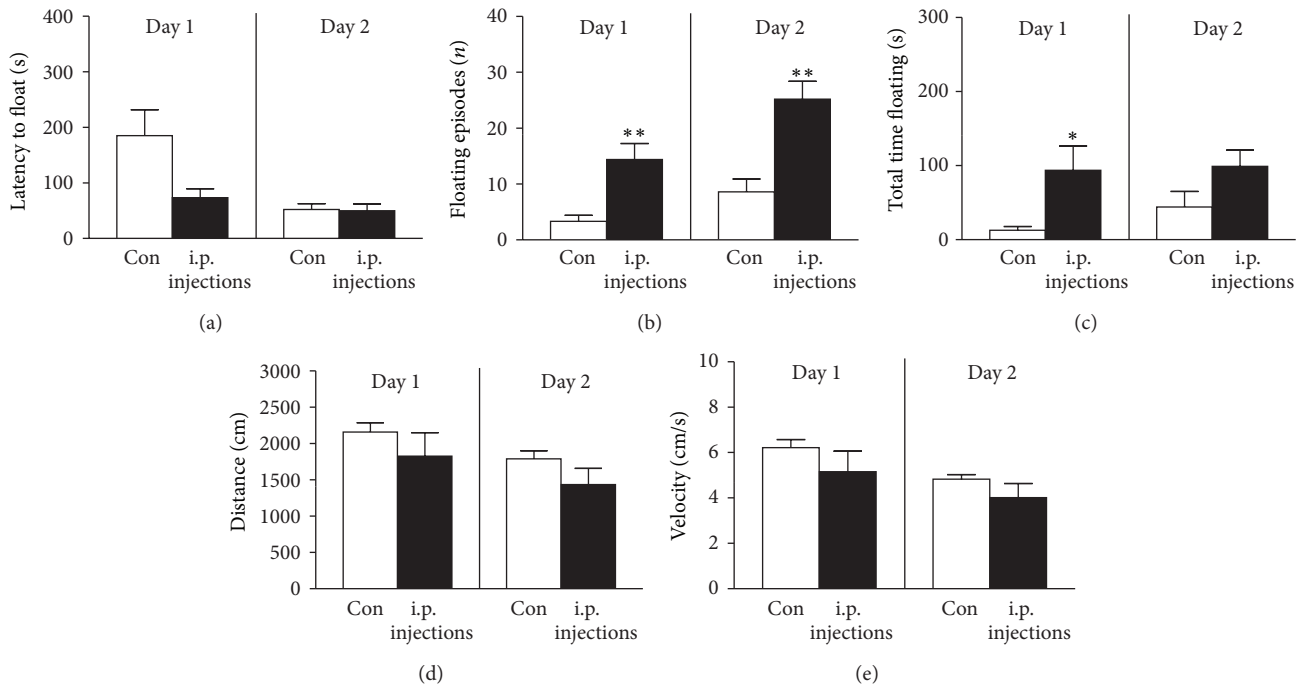 Latency to float (s)
400
300
200
100
0
Day 1
Day 2
Con
i.p.
injections
Con
i.p.
injections
(a)
Floating episodes (n)
40
30
20
10
0
Day 1
Day 2
**
**
Con
i.p.
injections
Con
i.p.
injections
(b)
Total time floating (s)
300
200
100
0
Day 1
Day 2
*
Con
i.p.
injections
Con
i.p.
injections
(c)
Distance (cm)
3000
2500
2000
1500
1000
500
0
Day 1
Day 2
Con
i.p.
injections
Con
i.p.
injections
(d)
Velocity (cm/s)
10
8
6
4
2
0
Day 1
Day 2
Con
i.p.
injections
Con
i.p.
injections
(e)